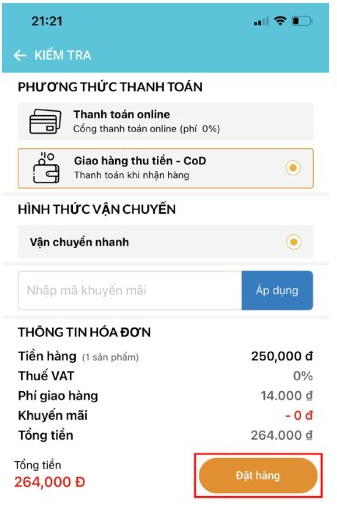 21:21
← KIỂM TRA
PHƯƠNG THỨC THANH TOÁN
Thanh toán online
Cổng thanh toán online (phí 0%)
Giao hàng thu tiền - CoD
Thanh toán khi nhận hàng
HÌNH THỨC VẬN CHUYỂN
Vận chuyển nhanh
Nhập mã khuyến mãi
Áp dụng
THÔNG TIN HÓA ĐƠN
Tiền hàng (1 sản phẩm) 250,000 đ
Thuế VAT 0%
Phí giao hàng 14.000 ₫
Khuyến mãi - 0 đ
Tổng tiền 264.000 ₫
Tổng tiền
264,000 Đ
Đặt hàng